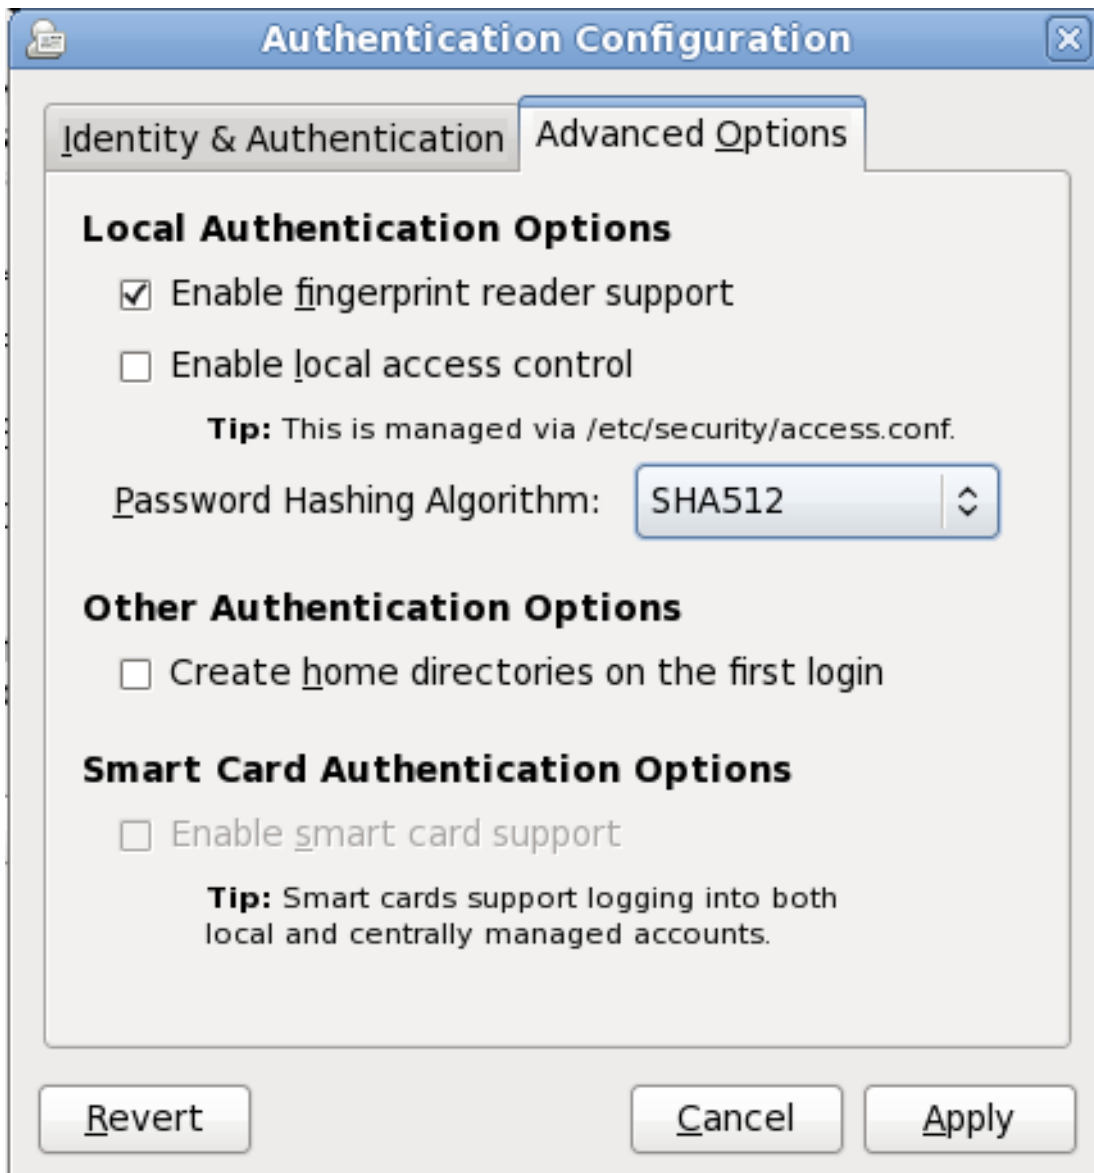 Authentication Configuration
Identity & Authentication
Advanced Options
Local Authentication Options
Enable fingerprint reader support
Enable local access control
Tip: This is managed via /etc/security/access.conf.
Password Hashing Algorithm: SHA512
Other Authentication Options
Create home directories on the first login
Smart Card Authentication Options
Enable smart card support
Tip: Smart cards support logging into both
local and centrally managed accounts.
Revert
Cancel
Apply